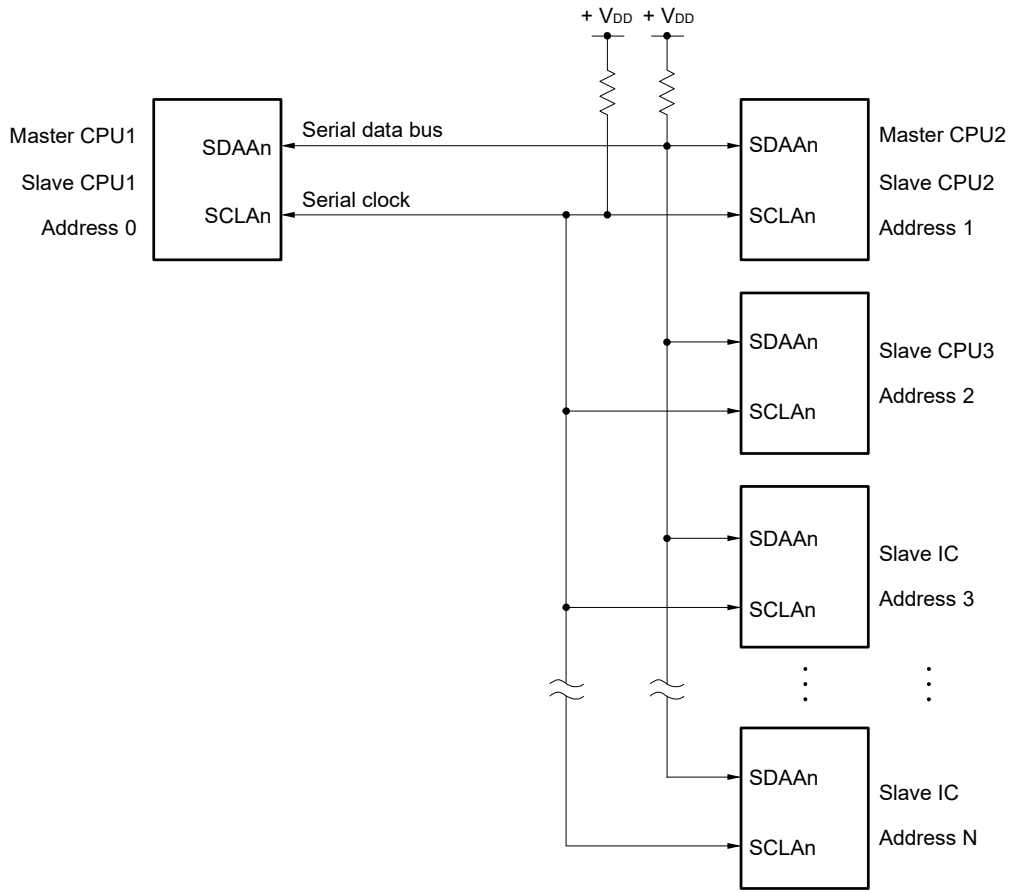 + VDD + VDD
Master CPU1
Slave CPU1
Address 0
SDAAn
SCLAn
Serial data bus
Serial clock
SDAAn
SCLAn
Master CPU2
Slave CPU2
Address 1
SDAAn
SCLAn
Slave CPU3
Address 2
SDAAn
SCLAn
Slave IC
Address 3
SDAAn
SCLAn
Slave IC
Address N